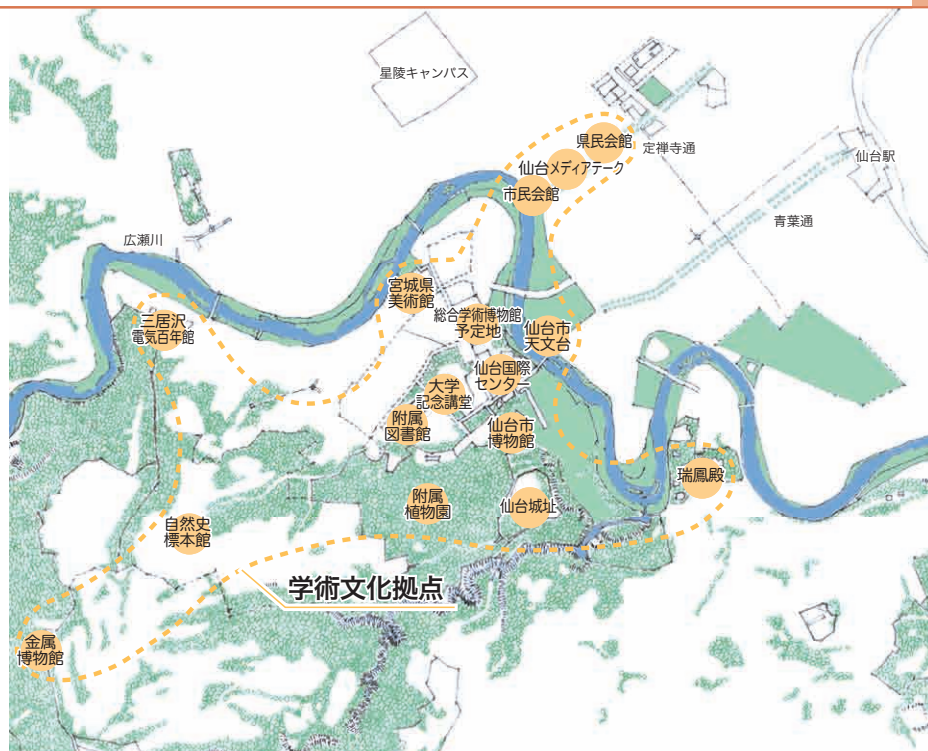 星陵キャンパス
県民会館
定禅寺通
仙台駅
仙台メディアテーク
市民会館
青葉通
広瀬川
宮城県
美術館
総合学術博物館
予定地
三居沢
電気百年館
仙台市
天文台
仙台国際
センター
大学
記念講堂
附属
図書館
仙台市
博物館
瑞鳳殿
附属
植物園
仙台城址
自然史
標本館
学術文化拠点
金属
博物館